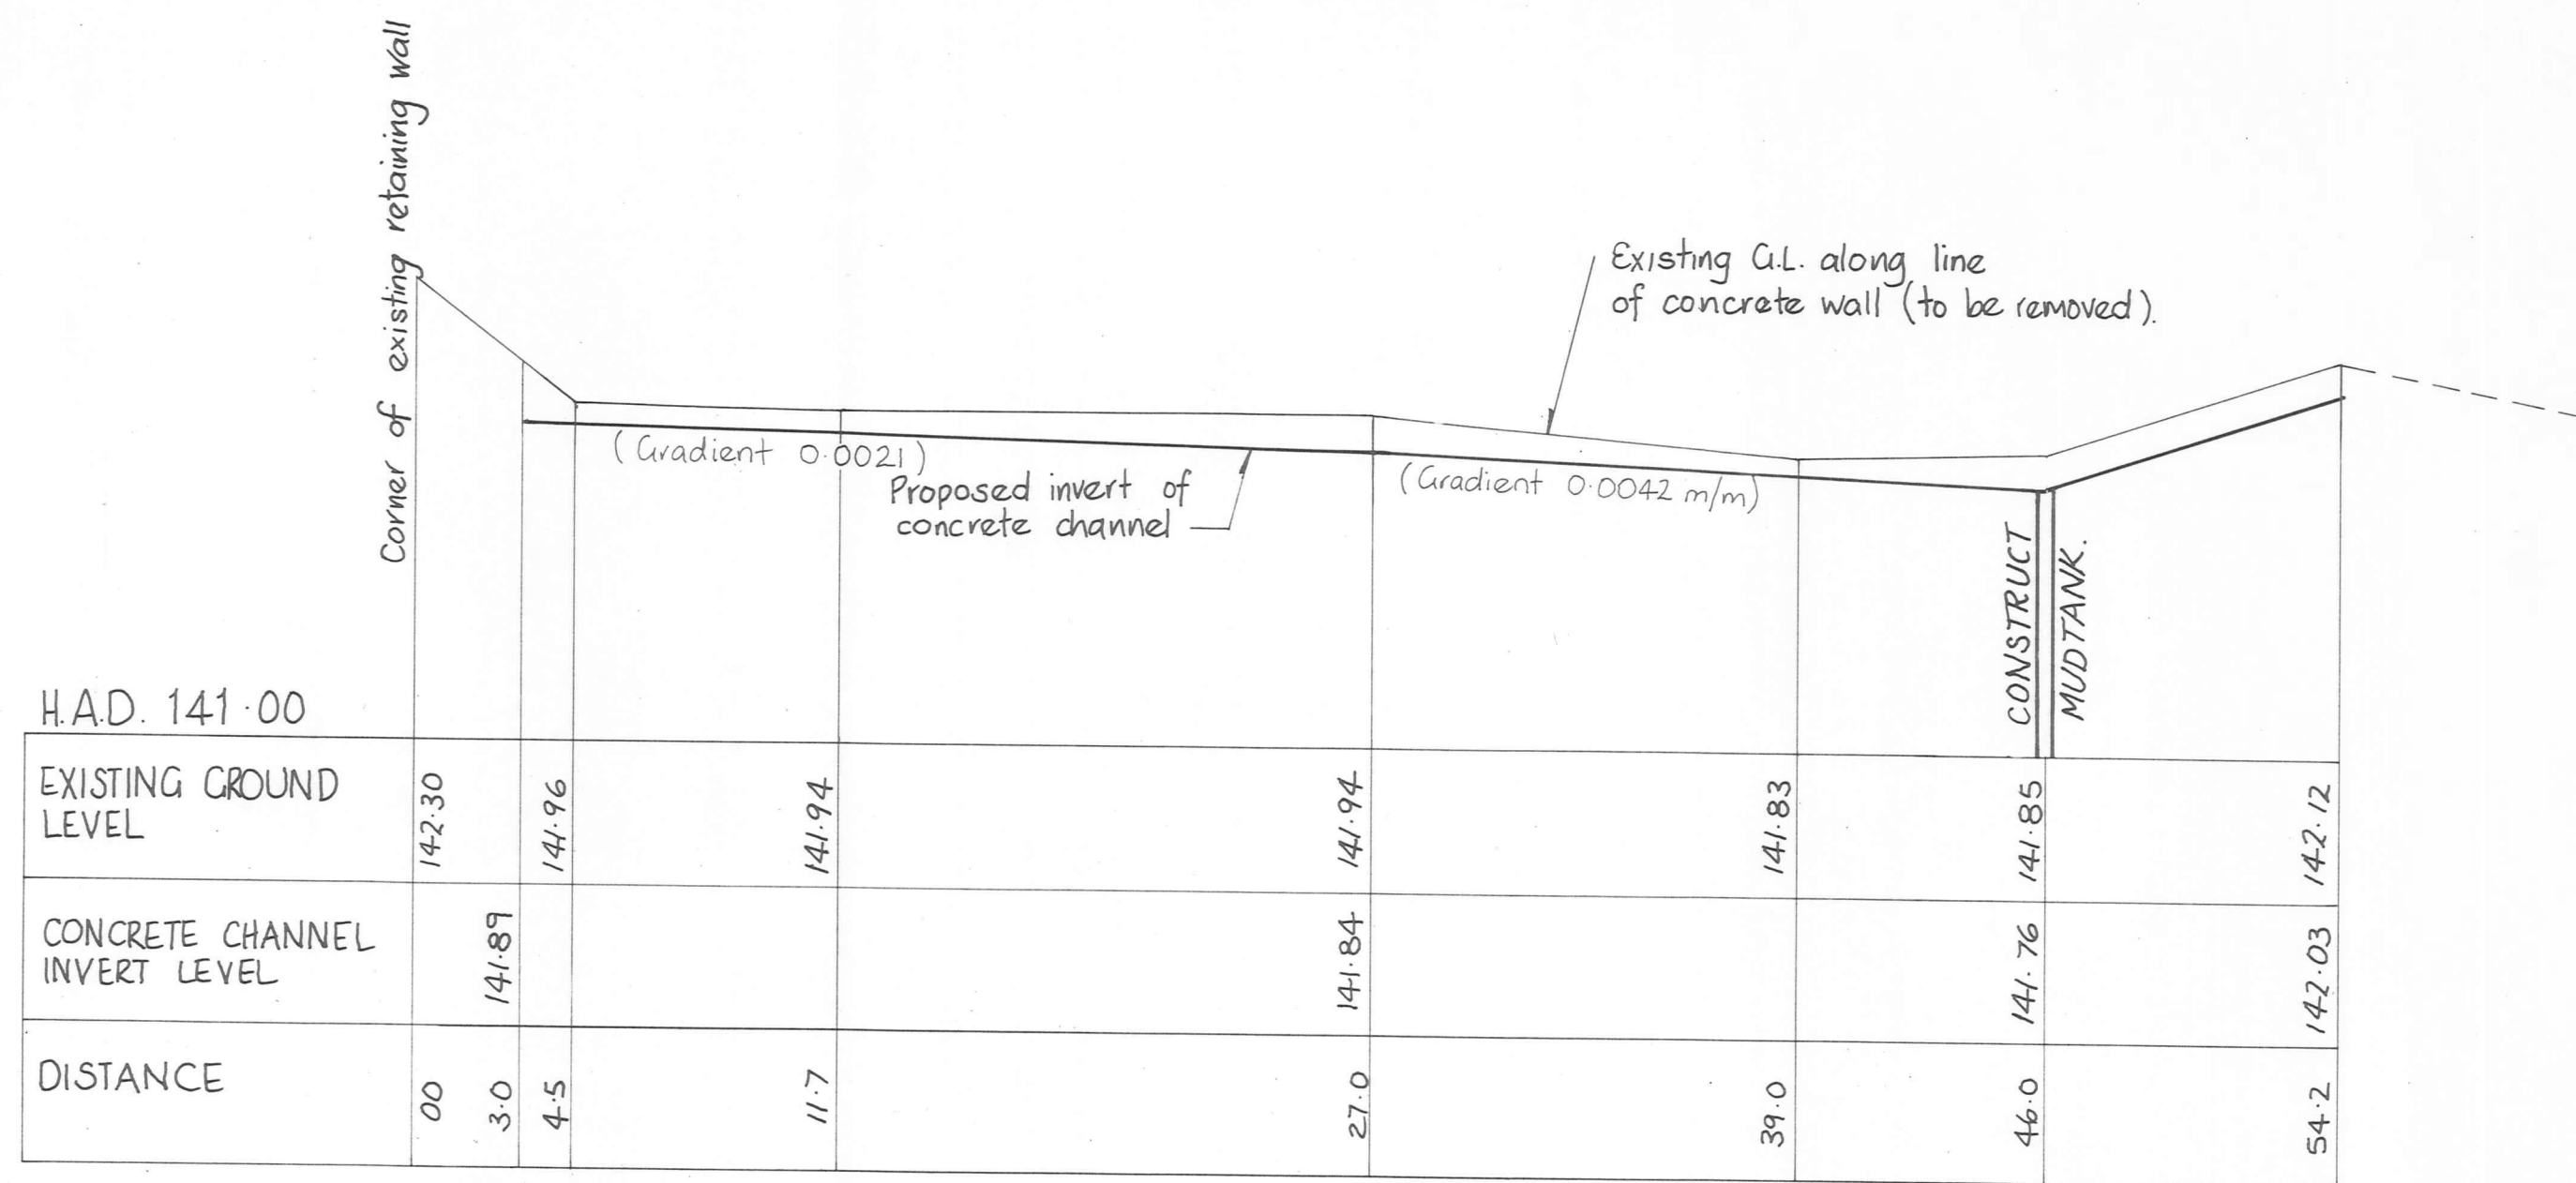 Corner of existing retaining wall
Existing G.L. along line
of concrete wall (to be removed).
(Gradient 0.0021)
Proposed invert of
concrete channel
(Gradient 0.0042 m/m)
CONSTRUCT
MUDTANK.
H.A.D. 141.00
EXISTING GROUND
LEVEL
142.30
141.96
141.94
141.94
141.83
141.85
142.12
CONCRETE CHANNEL
INVERT LEVEL
141.89
141.84
141.76
142.03
DISTANCE
00
3.0
4.5
11.7
27.0
39.0
46.0
54.2